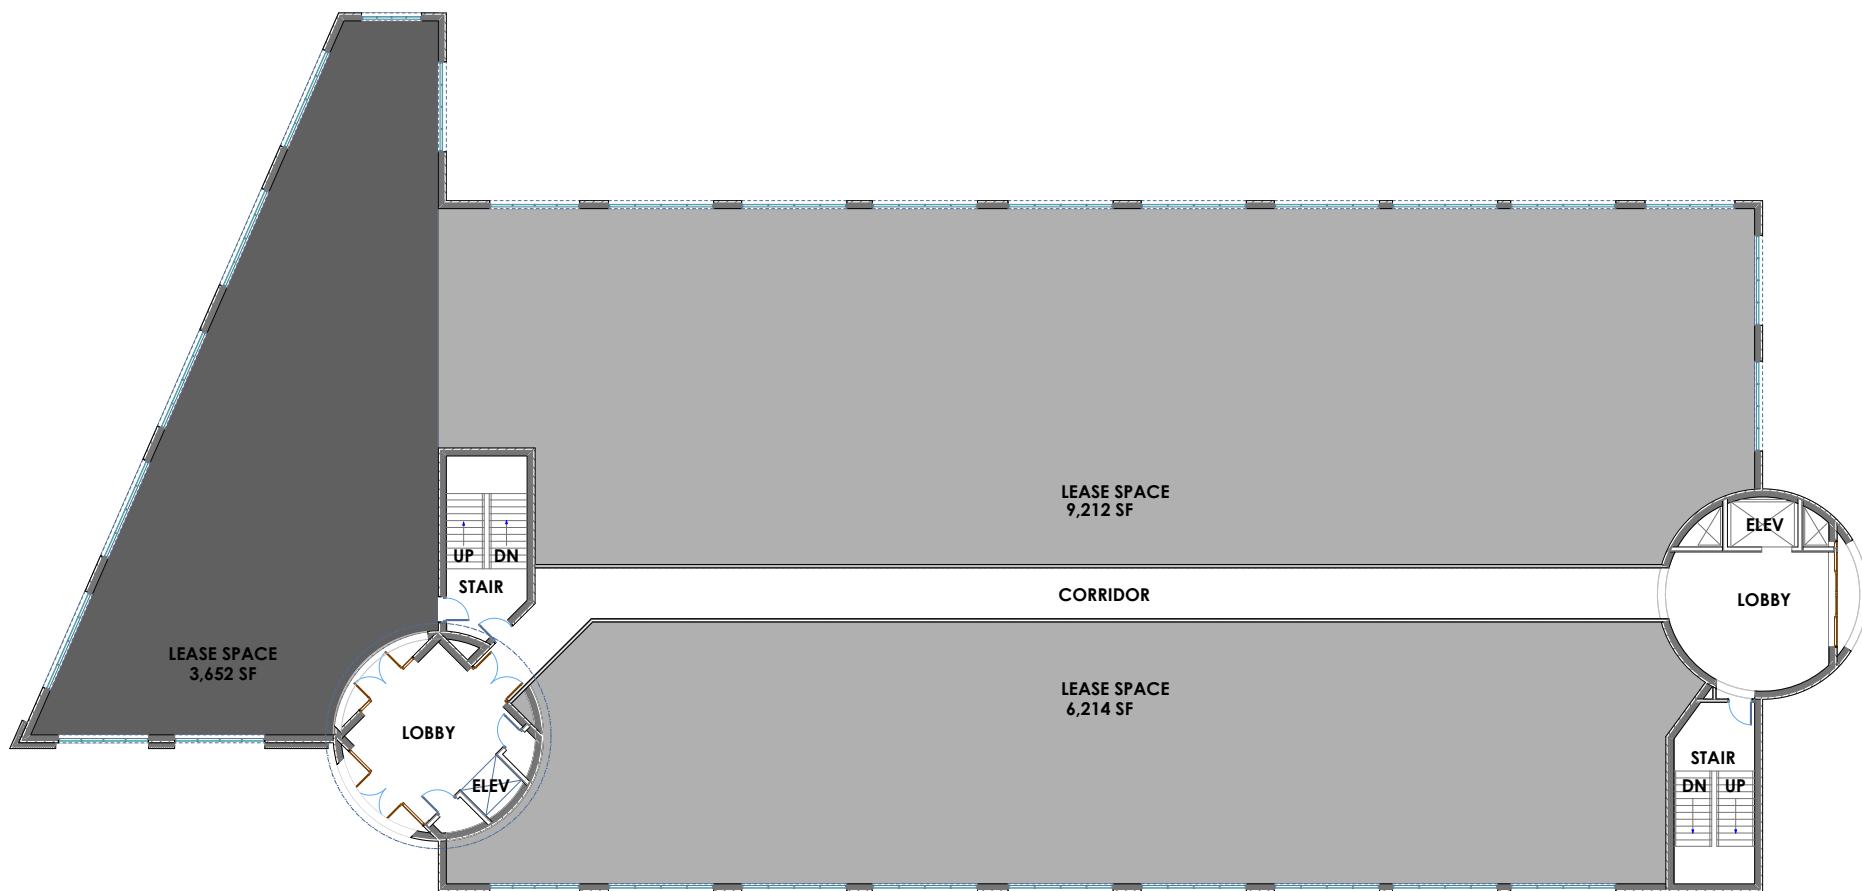 LEASE SPACE
9,212 SF
ELEV
UP DN
STAIR
CORRIDOR
LOBBY
LEASE SPACE
3,652 SF
LEASE SPACE
6,214 SF
LOBBY
ELEV
STAIR
DN UP